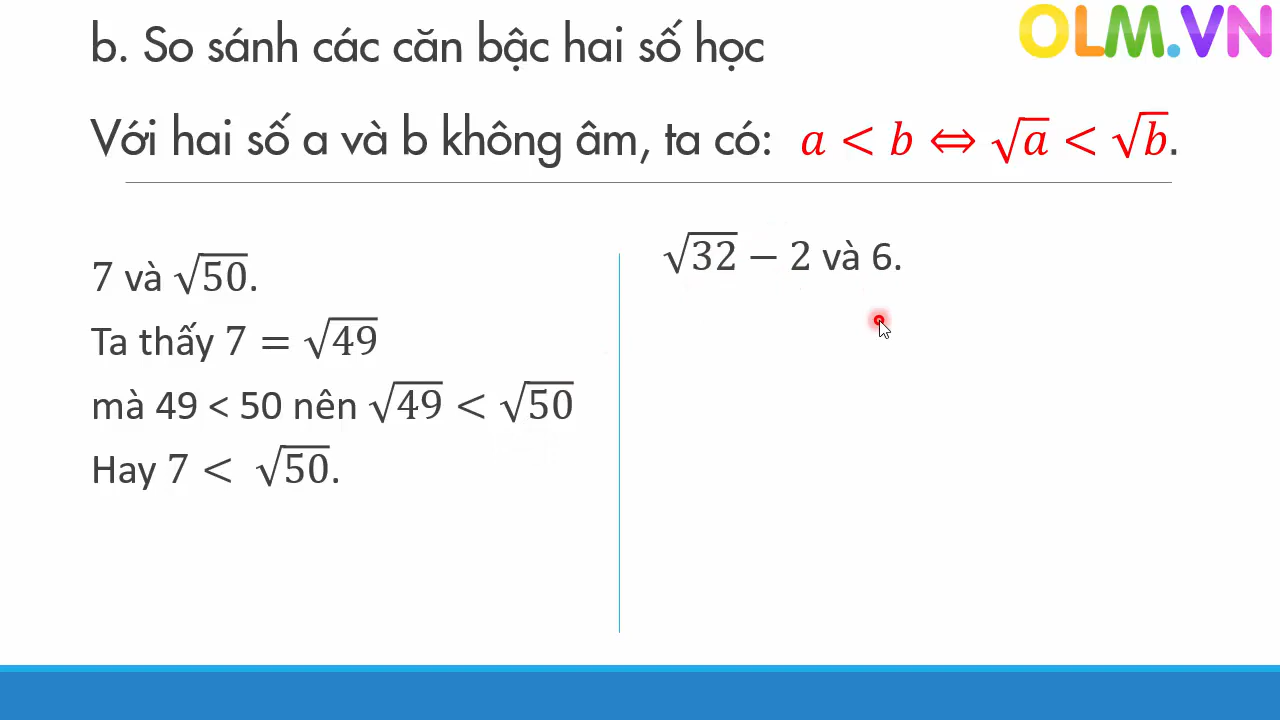 b. So sánh các căn bậc hai số học
OLM.VN
Với hai số a và b không âm, ta có: a < b ⇔ √a < √b.
7 và √50.
Ta thấy 7 = √49
mà 49 < 50 nên √49 < √50
Hay 7 < √50.
√32 − 2 và 6.